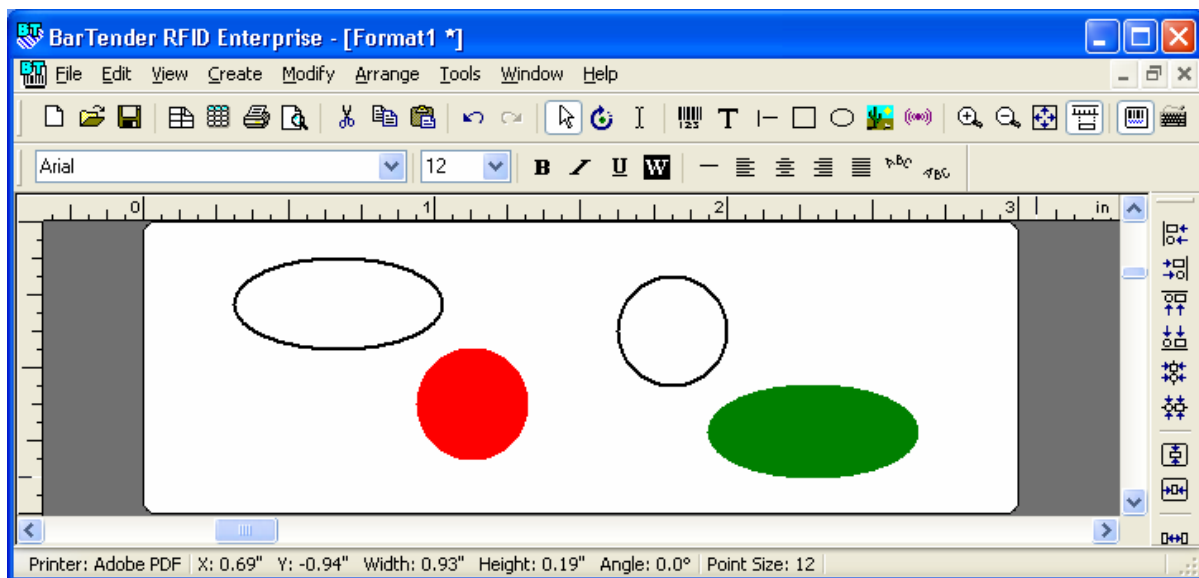 BarTender RFID Enterprise - [Format1 *]
File Edit View Create Modify Arrange Tools Window Help
123 T
Arial 12 B I U W ABC ABC
0 1 2 3 in
Printer: Adobe PDF X: 0.69" Y: -0.94" Width: 0.93" Height: 0.19" Angle: 0.0° Point Size: 12